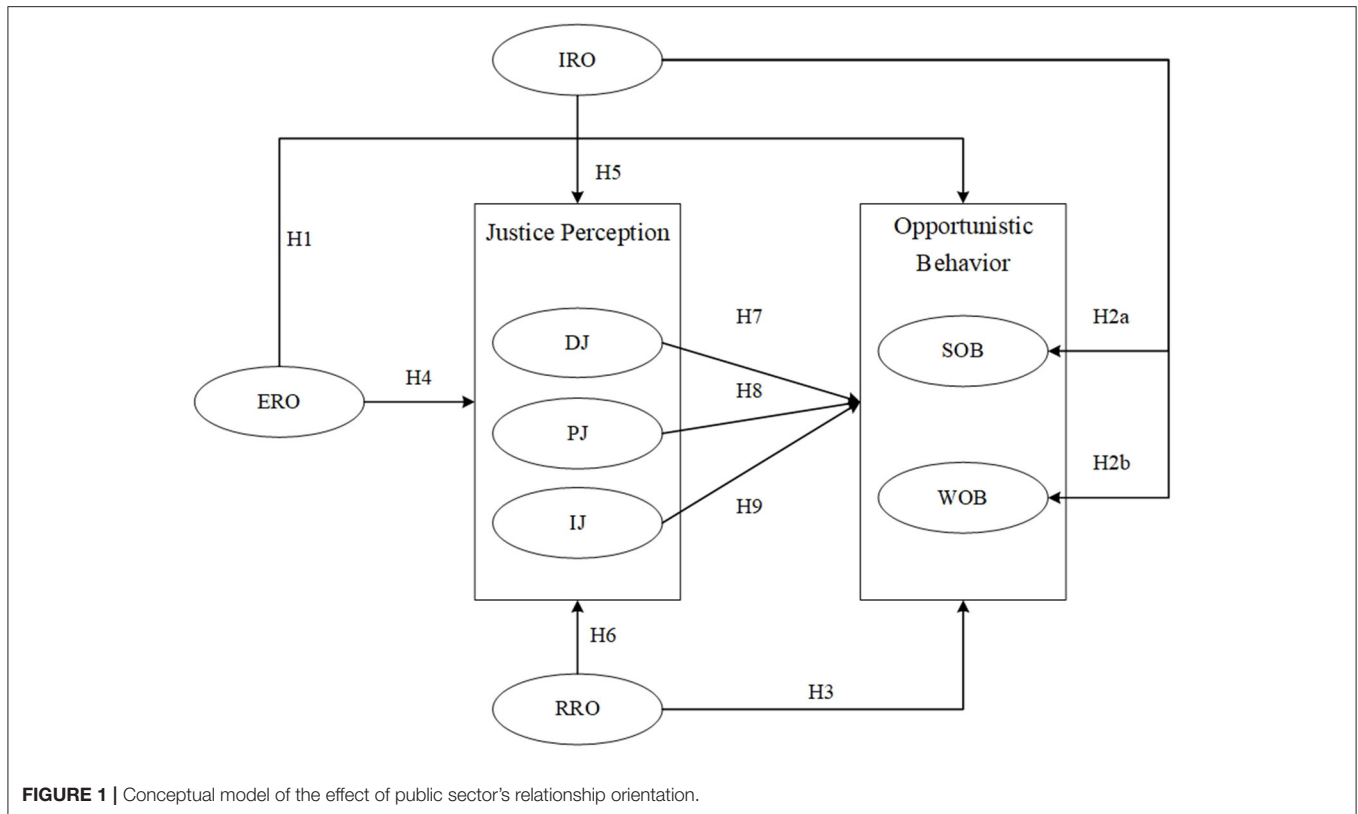 IRO
H5
H1
Justice Perception
Opportunistic
Behavior
H7
H2a
DJ
SOB
H4
H8
ERO
PJ
H2b
WOB
H9
IJ
H6
H3
RRO
FIGURE 1 | Conceptual model of the effect of public sector's relationship orientation.